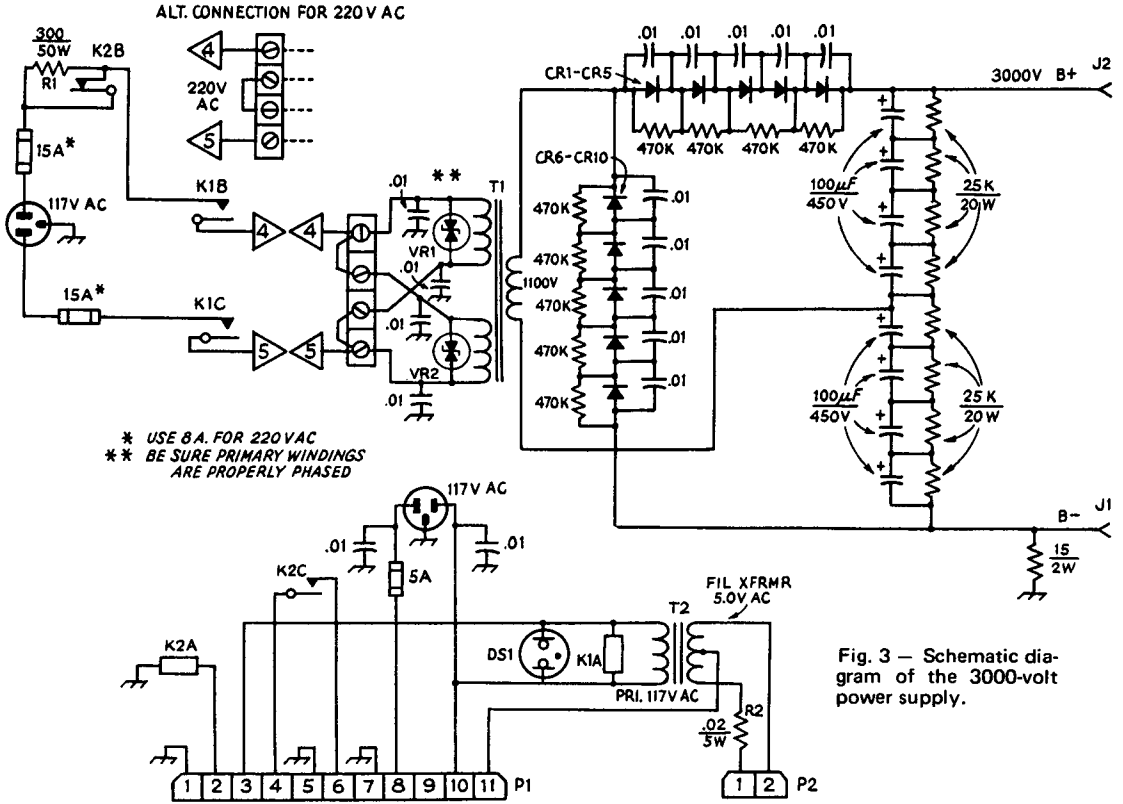 ALT. CONNECTION FOR 220V AC
300
50W
R1
K2B
4
220V
AC
5
15A*
117V AC
K1B
4
4
1
15A*
K1C
5
5
.01
**
T1
VR1
.01
.01
VR2
.01
1100V
* USE 8A. FOR 220VAC
** BE SURE PRIMARY WINDINGS
ARE PROPERLY PHASED
.01 .01 .01 .01 .01
CR1-CR5
470K 470K 470K 470K
CR6-CR10
470K
470K
470K
470K
470K
.01
.01
.01
.01
.01
3000V B+
J2
+
+
+
+
100µF
450V
25K
20W
+
+
+
+
100µF
450V
25K
20W
B-
J1
15
2W
117V AC
.01
.01
5A
K2C
K2A
DS1
K1A
FIL XFRMR
5.0V AC
T2
PRI. 117V AC
.02
5W
R2
1 2 3 4 5 6 7 8 9 10 11 P1
1 2 P2
Fig. 3 — Schematic dia-
gram of the 3000-volt
power supply.